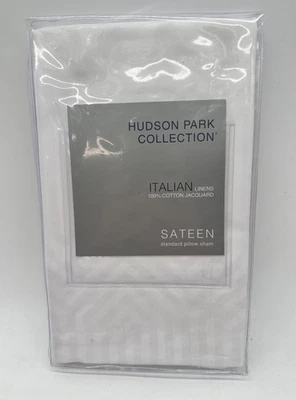 HUDSON PARK
COLLECTION®
ITALIAN LINENS
100% COTTON JACQUARD
SATEEN
standard pillow sham